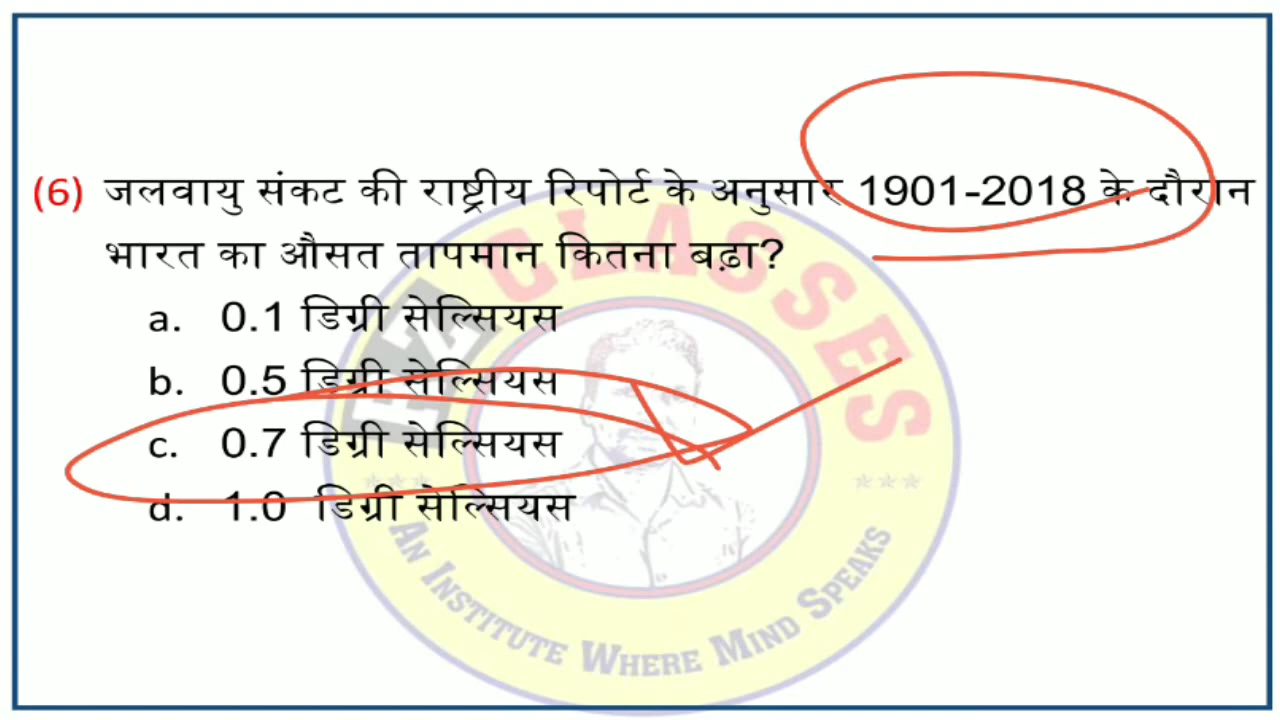 (6) जलवायु संकट की राष्ट्रीय रिपोर्ट के अनुसार 1901-2018 के दौरान
भारत का औसत तापमान कितना बढ़ा?
a. 0.1 डिग्री सेल्सियस
b. 0.5 डिग्री सेल्सियस
c. 0.7 डिग्री सेल्सियस
d. 1.0 डिग्री सेल्सियस
CLASSES
AN INSTITUTE WHERE MIND SPEAKS